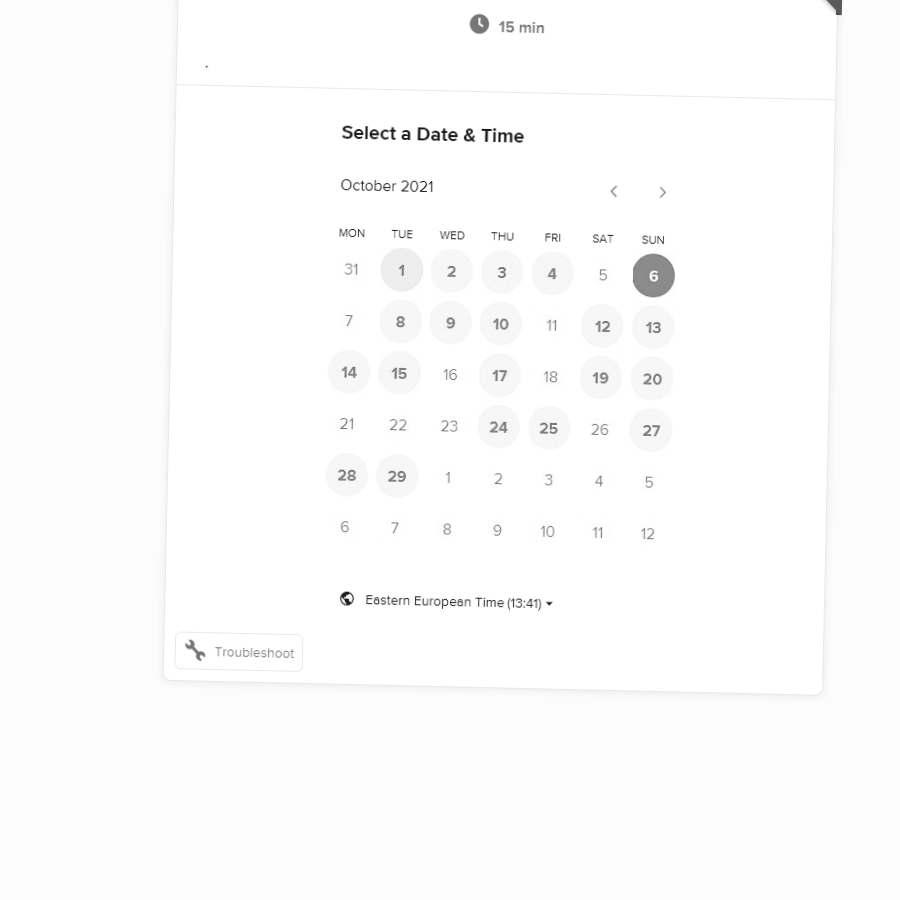 15 min
.
Select a Date & Time
October 2021
MON TUE WED THU FRI SAT SUN
31 1 2 3 4 5 6
7 8 9 10 11 12 13
14 15 16 17 18 19 20
21 22 23 24 25 26 27
28 29 1 2 3 4 5
6 7 8 9 10 11 12
Eastern European Time (13:41)
Troubleshoot